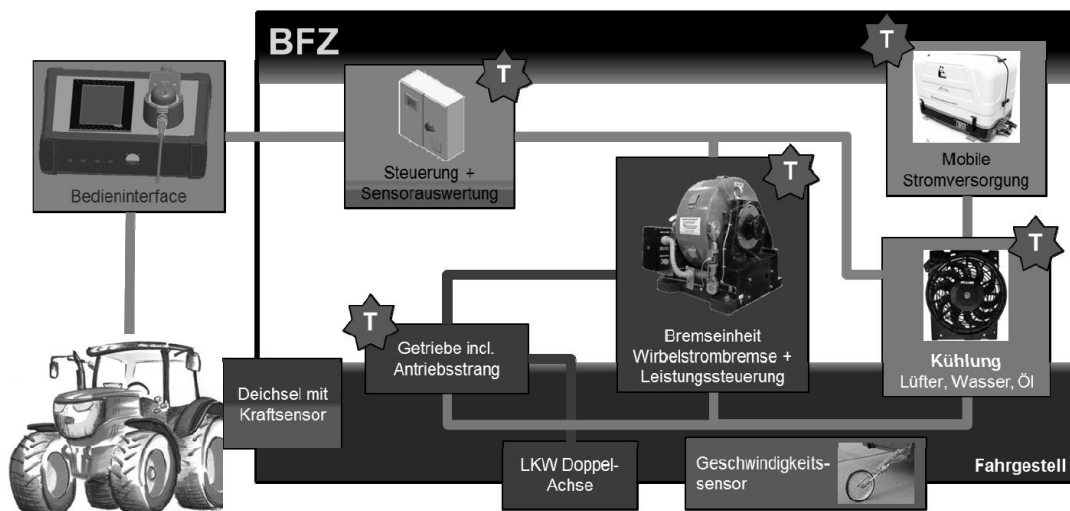 BFZ
T
T
Bedieninterface
Steuerung +
Sensorauswertung
T
Mobile
Stromversorgung
T
T
Getriebe incl.
Antriebsstrang
Bremseinheit
Wirbelstrombremse +
Leistungssteuerung
Kühlung
Lüfter, Wasser, Öl
Deichsel mit
Kraftsensor
LKW Doppel-
Achse
Geschwindigkeits-
sensor
Fahrgestell